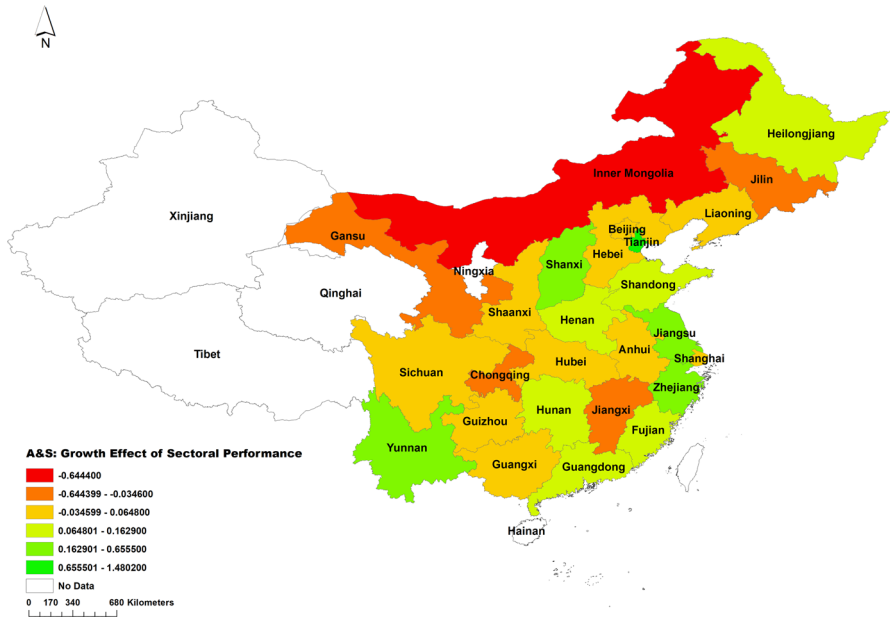 N
Heilongjiang
Inner Mongolia
Jilin
Liaoning
Xinjiang
Beijing
Gansu
Tianjin
Hebei
Shanxi
Ningxia
Shandong
Qinghai
Shaanxi
Henan
Jiangsu
Tibet
Anhui
Shanghai
Hubei
Sichuan
Chongqing
Zhejiang
Hunan
Jiangxi
Guizhou
Fujian
Yunnan
Guangxi
Guangdong
Hainan
A&S: Growth Effect of Sectoral Performance
-0.644400
-0.644399 - -0.034600
-0.034599 - 0.064800
0.064801 - 0.162900
0.162901 - 0.655500
0.655501 - 1.480200
No Data
0 170 340 680 Kilometers